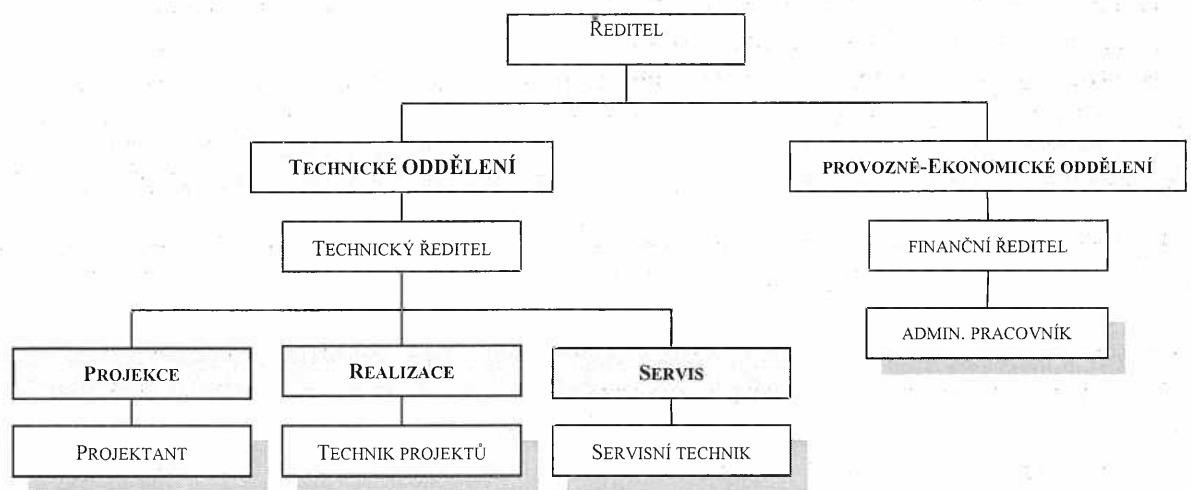 ŘEDITEL
TECHNICKÉ ODDĚLENÍ
PROVOZNĚ-EKONOMICKÉ ODDĚLENÍ
TECHNICKÝ ŘEDITEL
FINANČNÍ ŘEDITEL
ADMIN. PRACOVNÍK
PROJEKCE
REALIZACE
SERVIS
PROJEKTANT
TECHNIK PROJEKTŮ
SERVISNÍ TECHNIK